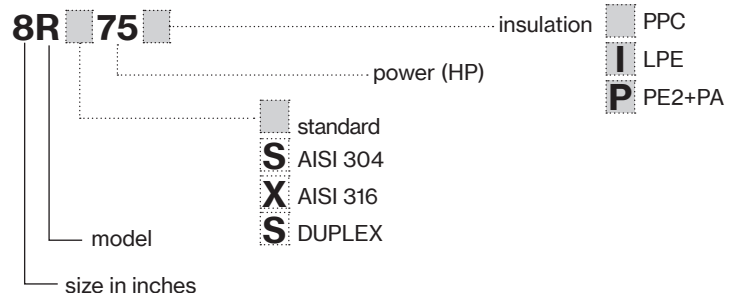 8R 75 insulation PPC
I LPE
power (HP)
P PE2+PA
standard
S AISI 304
X AISI 316
S DUPLEX
model
size in inches